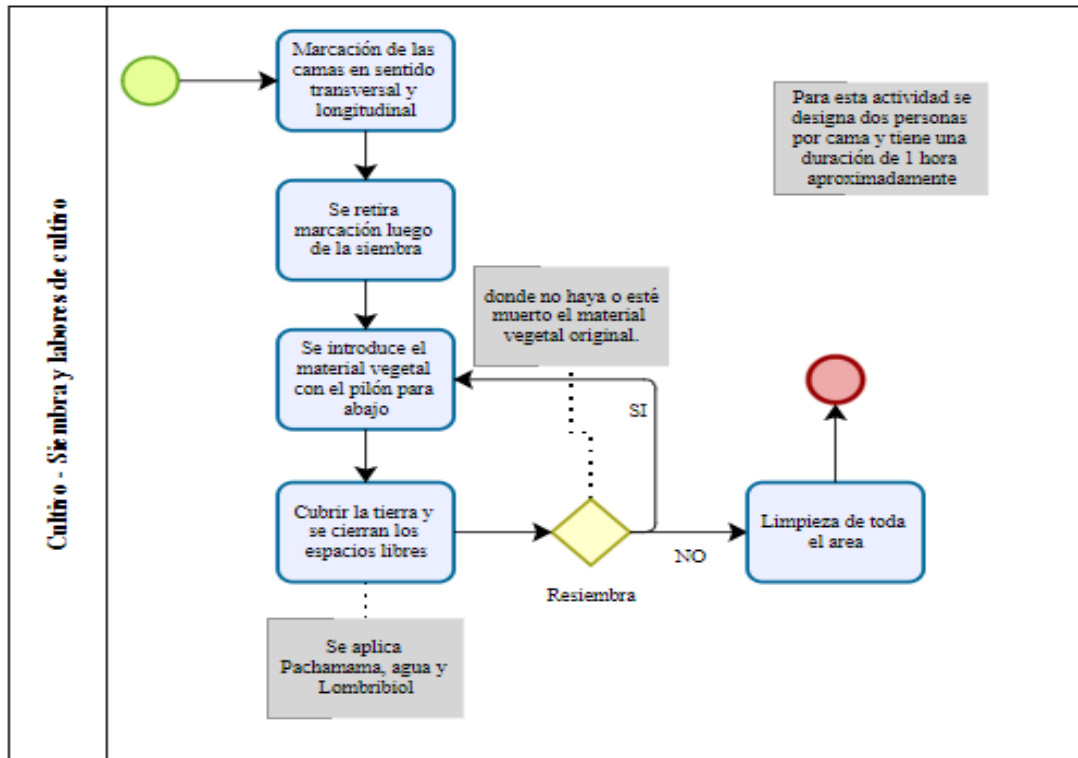 Cultivo - Siembra y labores de cultivo
Marcación de las
camas en sentido
transversal y
longitudinal
Para esta actividad se
designa dos personas
por cama y tiene una
duración de 1 hora
aproximadamente
Se retira
marcación luego
de la siembra
donde no haya o esté
muerto el material
vegetal original.
Se introduce el
material vegetal
con el pilón para
abajo
SI
Cubrir la tierra y
se cierran los
espacios libres
Resiembra
NO
Limpieza de toda
el area
Se aplica
Pachamama, agua y
Lombribiol